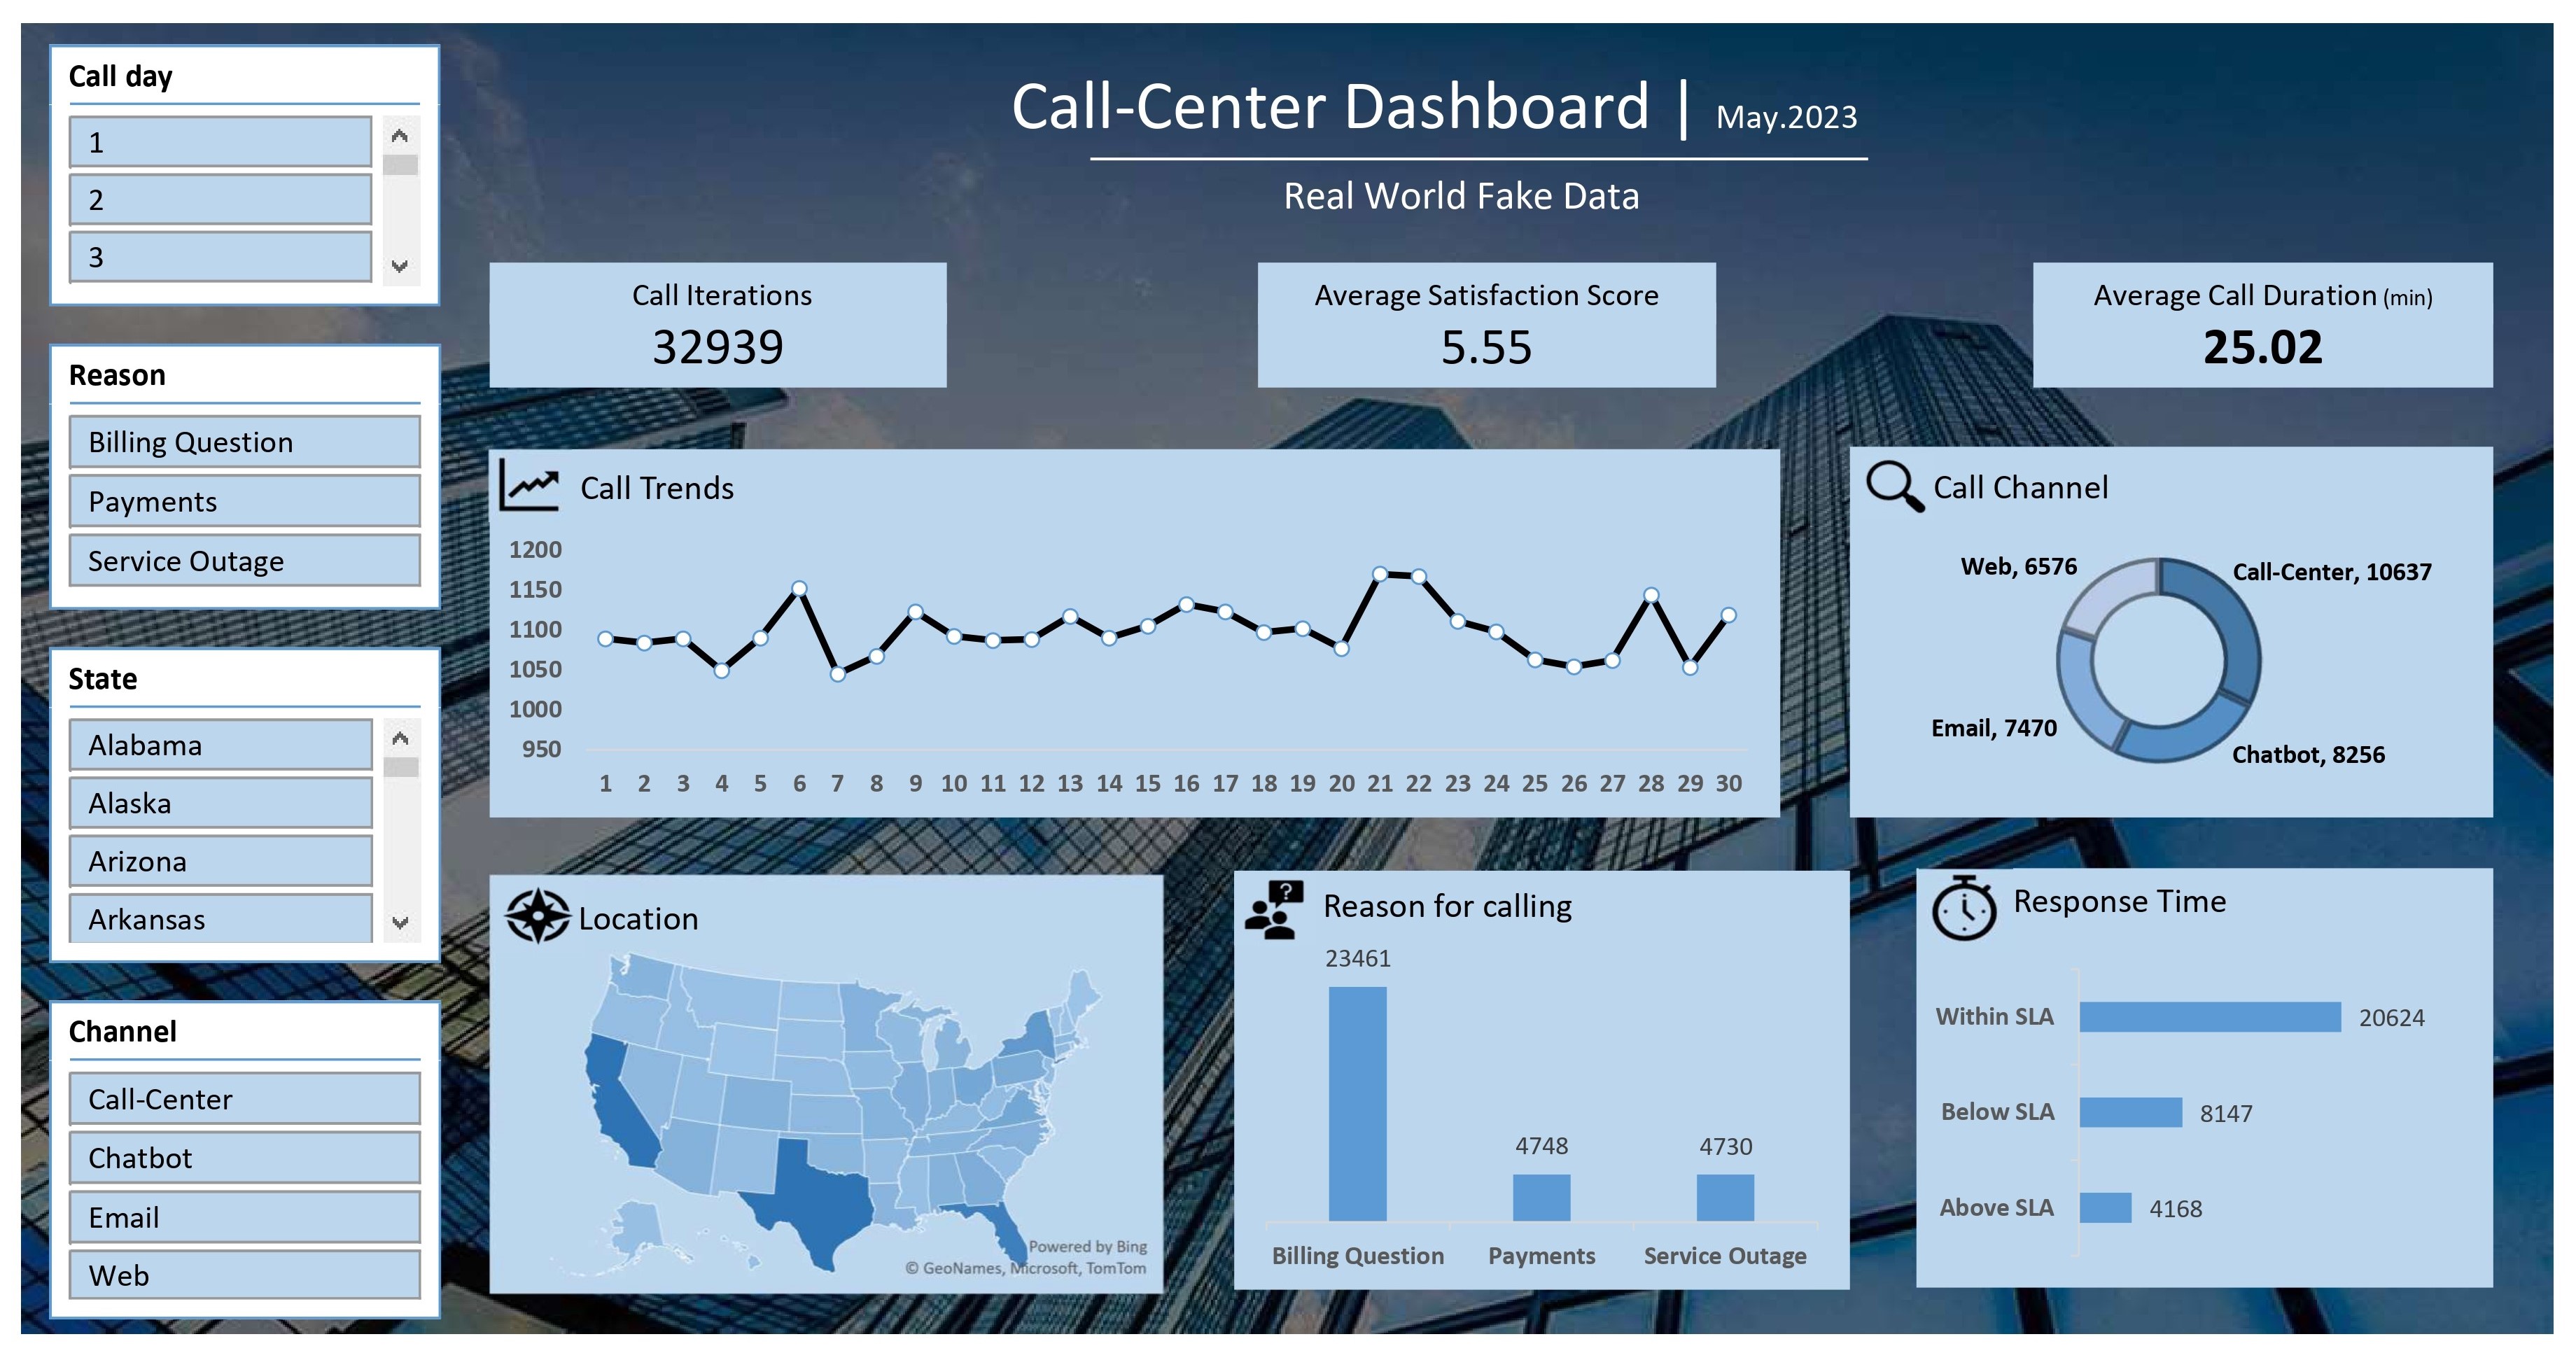 Call day
1
2
3
Reason
Billing Question
Payments
Service Outage
State
Alabama
Alaska
Arizona
Arkansas
Channel
Call-Center
Chatbot
Email
Web
Call-Center Dashboard | May.2023
Real World Fake Data
Call Iterations
32939
Average Satisfaction Score
5.55
Average Call Duration (min)
25.02
Call Trends
1200
1150
1100
1050
1000
950
1 2 3 4 5 6 7 8 9 10 11 12 13 14 15 16 17 18 19 20 21 22 23 24 25 26 27 28 29 30
Call Channel
Web, 6576
Call-Center, 10637
Email, 7470
Chatbot, 8256
Location
Powered by Bing
© GeoNames, Microsoft, TomTom
Reason for calling
23461
4748
4730
Billing Question Payments Service Outage
Response Time
Within SLA 20624
Below SLA 8147
Above SLA 4168